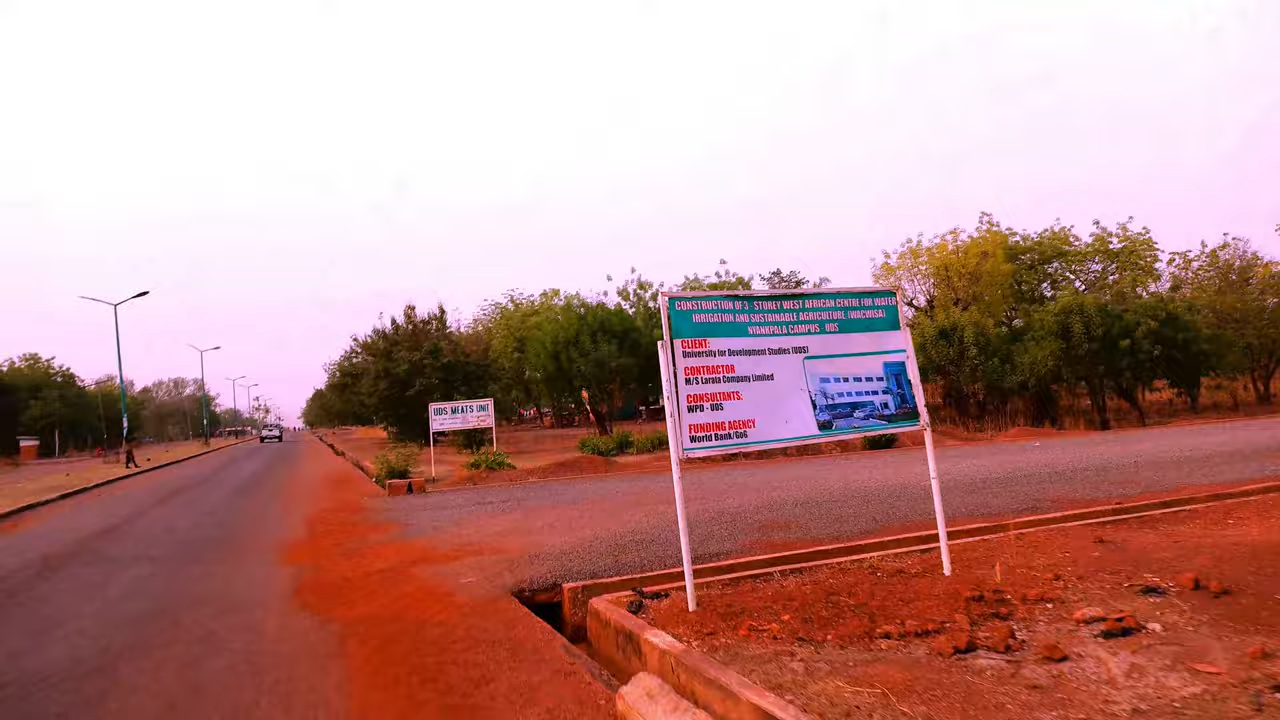 UDS MEATS UNIT
CONSTRUCTION OF 3 - STOREY WEST AFRICAN CENTRE FOR WATER
IRRIGATION AND SUSTAINABLE AGRICULTURE (WACWISA)
NYANKPALA CAMPUS - UDS
CLIENT:
University for Development Studies (UDS)
CONTRACTOR
M/S Larata Company Limited
CONSULTANTS:
WPD - UDS
FUNDING AGENCY
World Bank/GoG